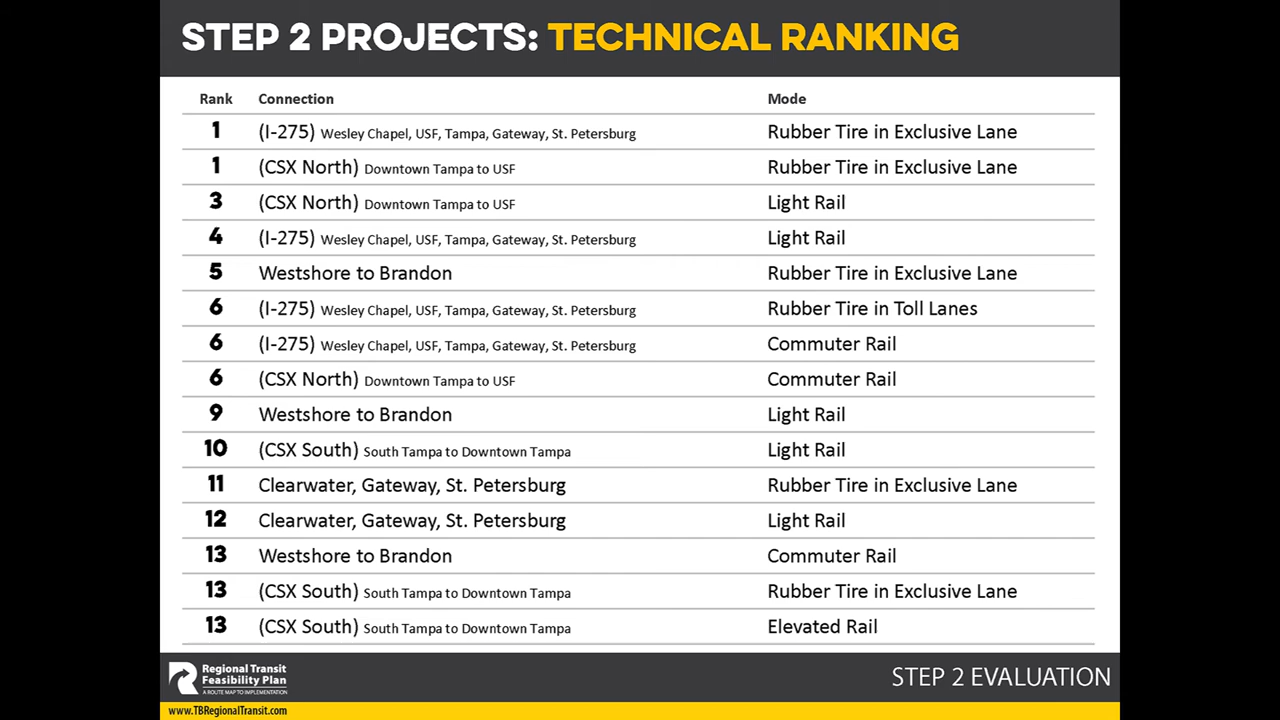 STEP 2 PROJECTS: TECHNICAL RANKING
Rank Connection Mode
1 (I-275) Wesley Chapel, USF, Tampa, Gateway, St. Petersburg Rubber Tire in Exclusive Lane
1 (CSX North) Downtown Tampa to USF Rubber Tire in Exclusive Lane
3 (CSX North) Downtown Tampa to USF Light Rail
4 (I-275) Wesley Chapel, USF, Tampa, Gateway, St. Petersburg Light Rail
5 Westshore to Brandon Rubber Tire in Exclusive Lane
6 (I-275) Wesley Chapel, USF, Tampa, Gateway, St. Petersburg Rubber Tire in Toll Lanes
6 (I-275) Wesley Chapel, USF, Tampa, Gateway, St. Petersburg Commuter Rail
6 (CSX North) Downtown Tampa to USF Commuter Rail
9 Westshore to Brandon Light Rail
10 (CSX South) South Tampa to Downtown Tampa Light Rail
11 Clearwater, Gateway, St. Petersburg Rubber Tire in Exclusive Lane
12 Clearwater, Gateway, St. Petersburg Light Rail
13 Westshore to Brandon Commuter Rail
13 (CSX South) South Tampa to Downtown Tampa Rubber Tire in Exclusive Lane
13 (CSX South) South Tampa to Downtown Tampa Elevated Rail
Regional Transit
Feasibility Plan
A ROUTE MAP TO IMPLEMENTATION
STEP 2 EVALUATION
www.TBRegionalTransit.com